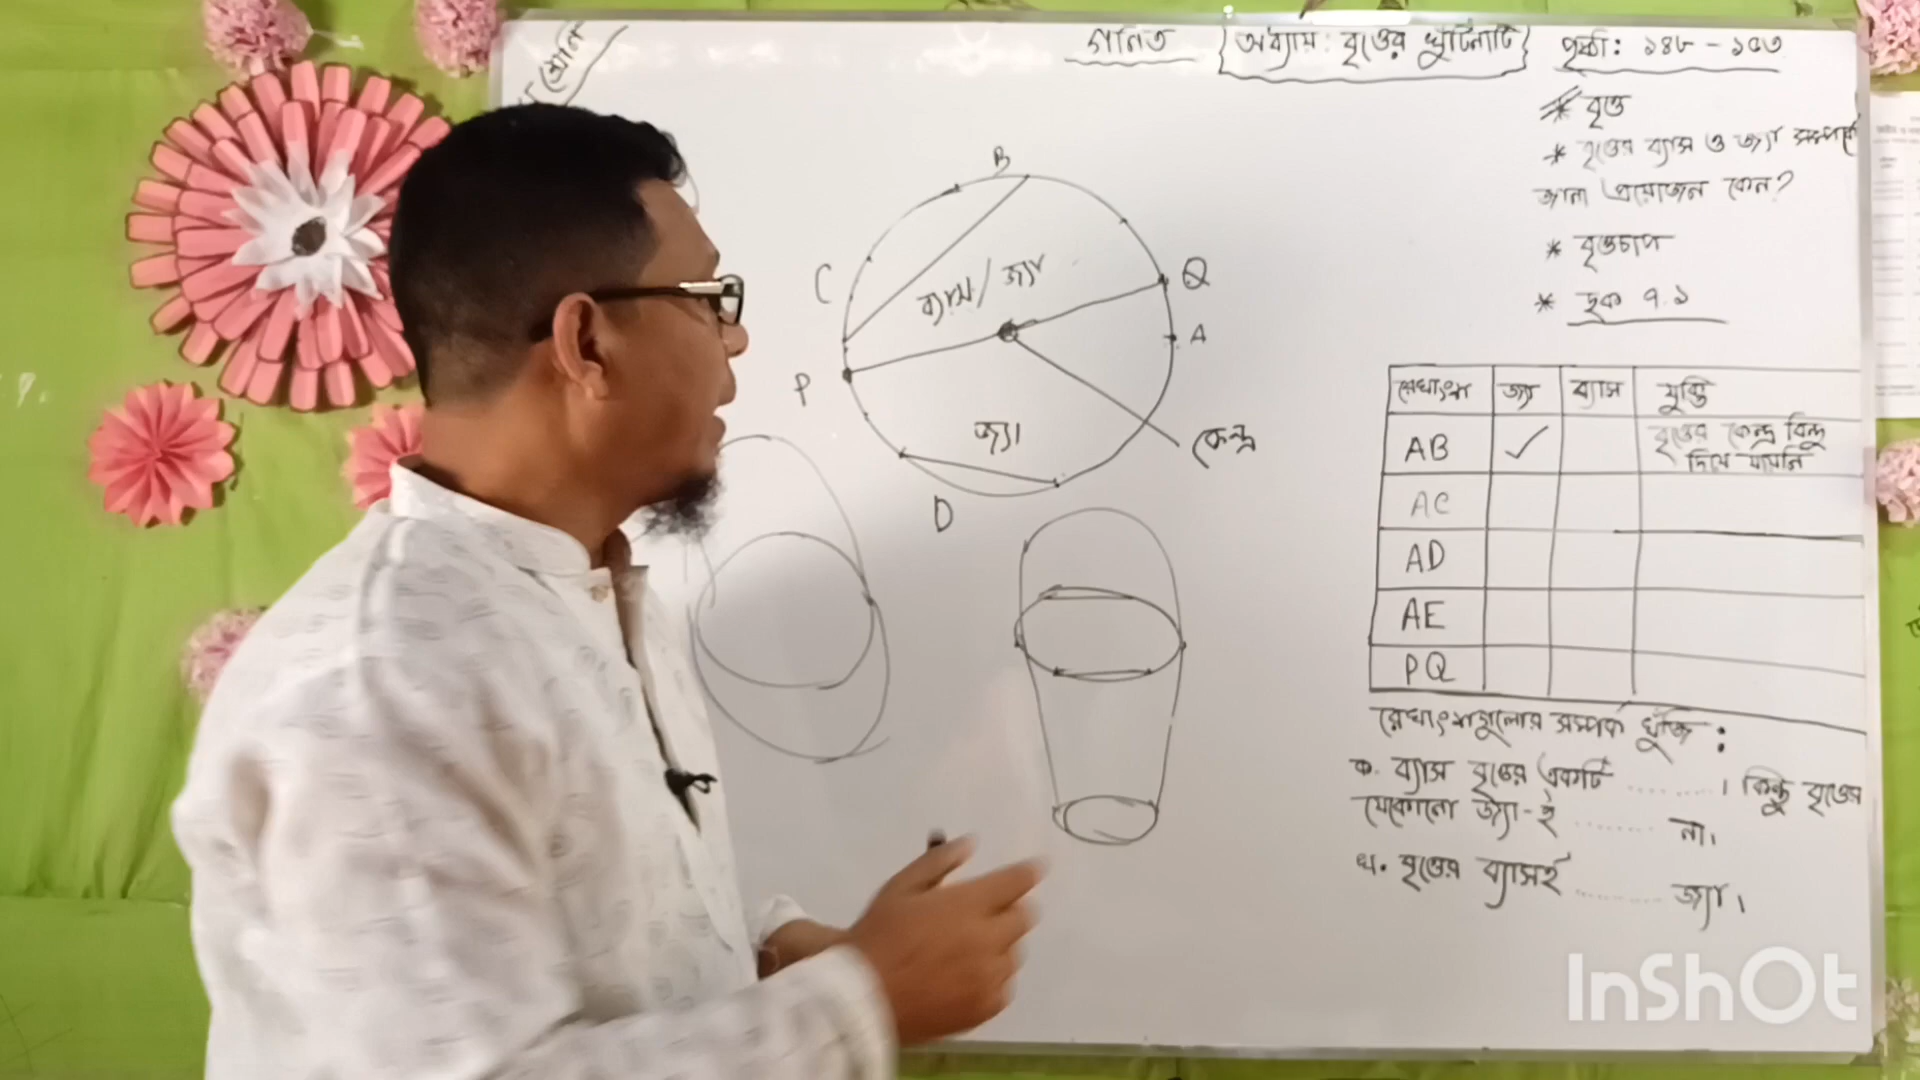 শ্রেণি
গনিত
অধ্যায়: বৃত্তের খুটিনাটি
পৃষ্ঠা: ১৪৮ - ১৫৩
* বৃত্ত
* বৃত্তের ব্যাস ও জ্যা সম্পর্কে
জানা প্রয়োজন কেন?
* বৃত্তচাপ
* ছক ৭.১
B
C
Q
ব্যাস/জ্যা
A
P
জ্যা
কেন্দ্র
D
রেখাংশ জ্যা ব্যাস যুক্তি
AB ✓ বৃত্তের কেন্দ্র বিন্দু
দিয়ে যায়নি
AC
AD
AE
PQ
রেখাংশগুলোর সম্পর্ক খুঁজি :
ক. ব্যাস বৃত্তের একটি .......... । কিন্তু বৃত্তের
যেকোনো জ্যা-ই ........ না।
খ. বৃত্তের ব্যাসই .......... জ্যা।
InShOt